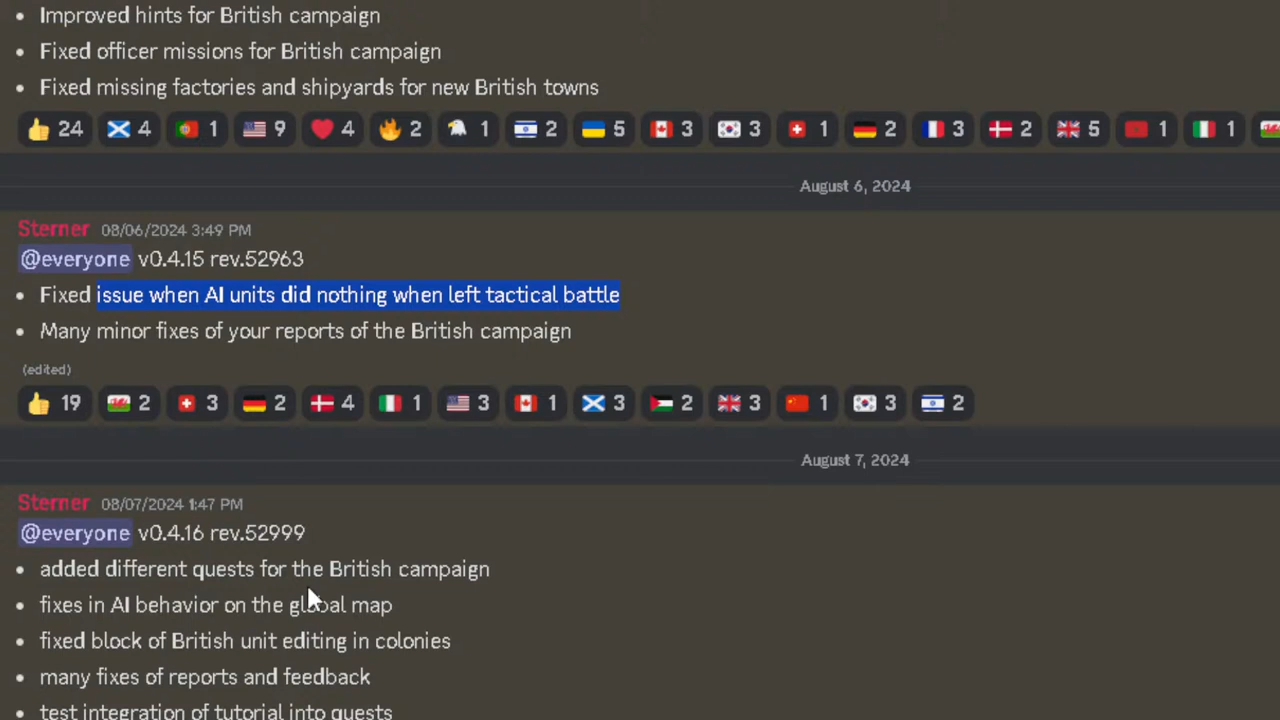 Improved hints for British campaign
Fixed officer missions for British campaign
Fixed missing factories and shipyards for new British towns
24 4 1 9 4 2 1 2 5 3 3 1 2 3 2 5 1 1
August 6, 2024
Sterner 08/06/2024 3:49 PM
@everyone v0.4.15 rev.52963
Fixed issue when AI units did nothing when left tactical battle
Many minor fixes of your reports of the British campaign
(edited)
19 2 3 2 4 1 3 1 3 2 3 1 3 2
August 7, 2024
Sterner 08/07/2024 1:47 PM
@everyone v0.4.16 rev.52999
added different quests for the British campaign
fixes in AI behavior on the global map
fixed block of British unit editing in colonies
many fixes of reports and feedback
test integration of tutorial into quests